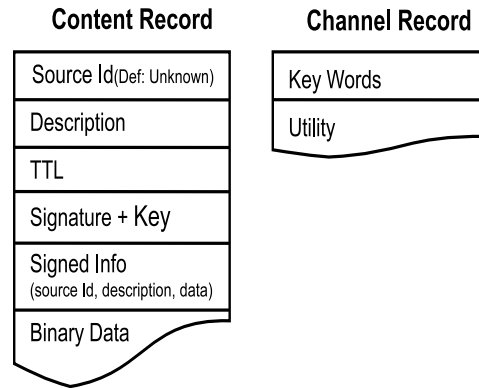 Content Record
Source Id(Def: Unknown)
Description
TTL
Signature + Key
Signed Info
(source Id, description, data)
Binary Data
Channel Record
Key Words
Utility